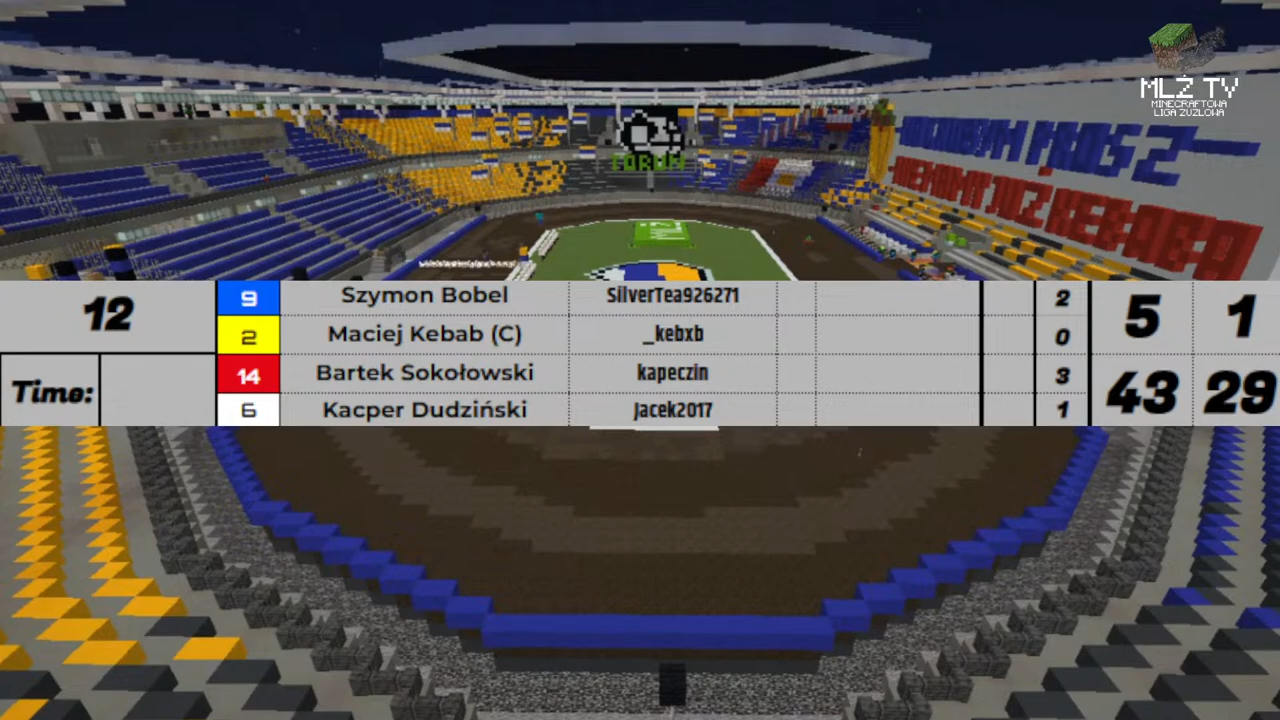 MLŻ TV
MINECRAFTOWA
LIGA ŻUŻLOWA
FORUM
12
9 Szymon Bobel SilverTea926271 2
2 Maciej Kebab (C) _kebxb 0
14 Bartek Sokołowski kapeczin 3
6 Kacper Dudziński Jacek2017 1
Time:
5 1
43 29